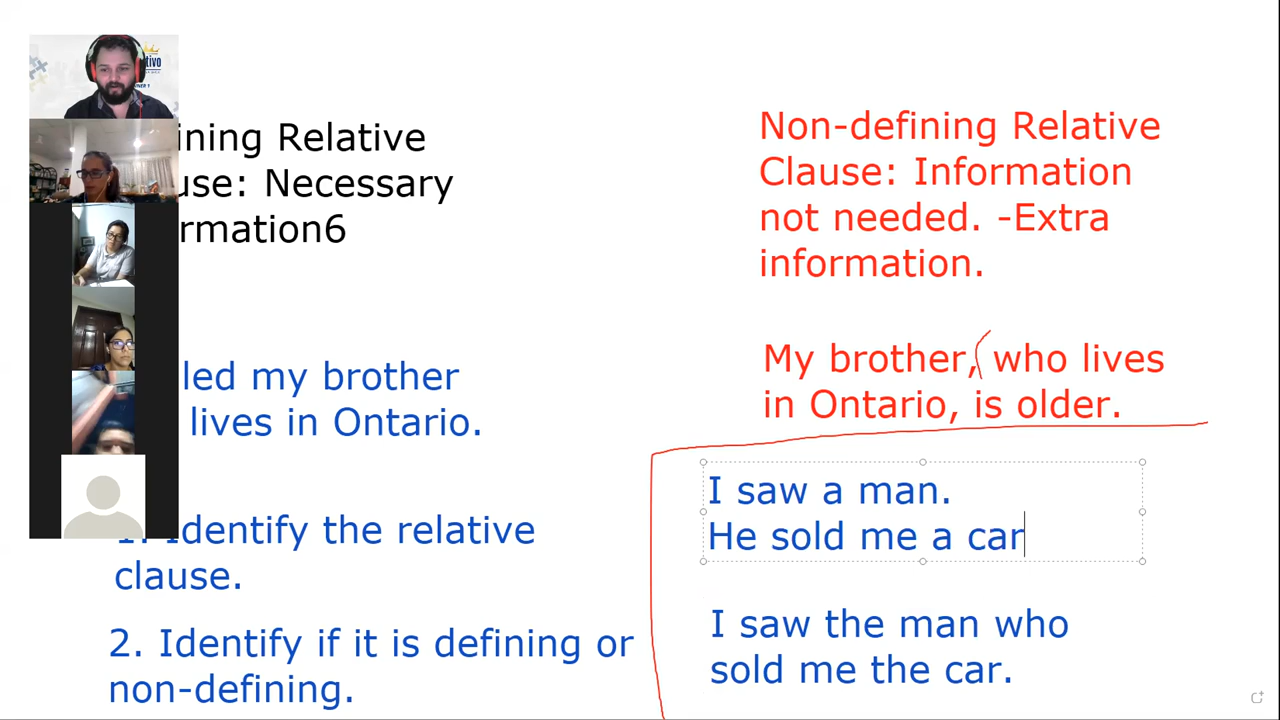 ining Relative
use: Necessary
rmation6
led my brother
lives in Ontario.
1. Identify the relative
clause.
2. Identify if it is defining or
non-defining.
Non-defining Relative
Clause: Information
not needed. -Extra
information.
My brother, who lives
in Ontario, is older.
I saw a man.
He sold me a car
I saw the man who
sold me the car.